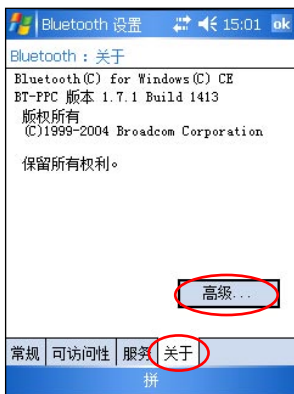 Bluetooth 设置 15:01 ok
Bluetooth：关于
Bluetooth(C) for Windows(C) CE
BT-PPC 版本 1.7.1 Build 1413
版权所有
(C)1999-2004 Broadcom Corporation
保留所有权利。
高级...
常规 可访问性 服务 关于
拼